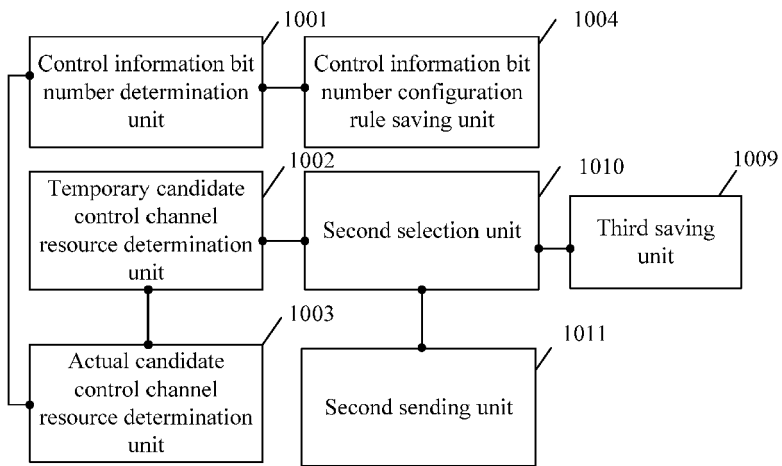 1001
Control information bit
number determination
unit
1004
Control information bit
number configuration
rule saving unit
1002
Temporary candidate
control channel
resource determination
unit
1010
Second selection unit
1009
Third saving
unit
1003
Actual candidate
control channel
resource determination
unit
1011
Second sending unit